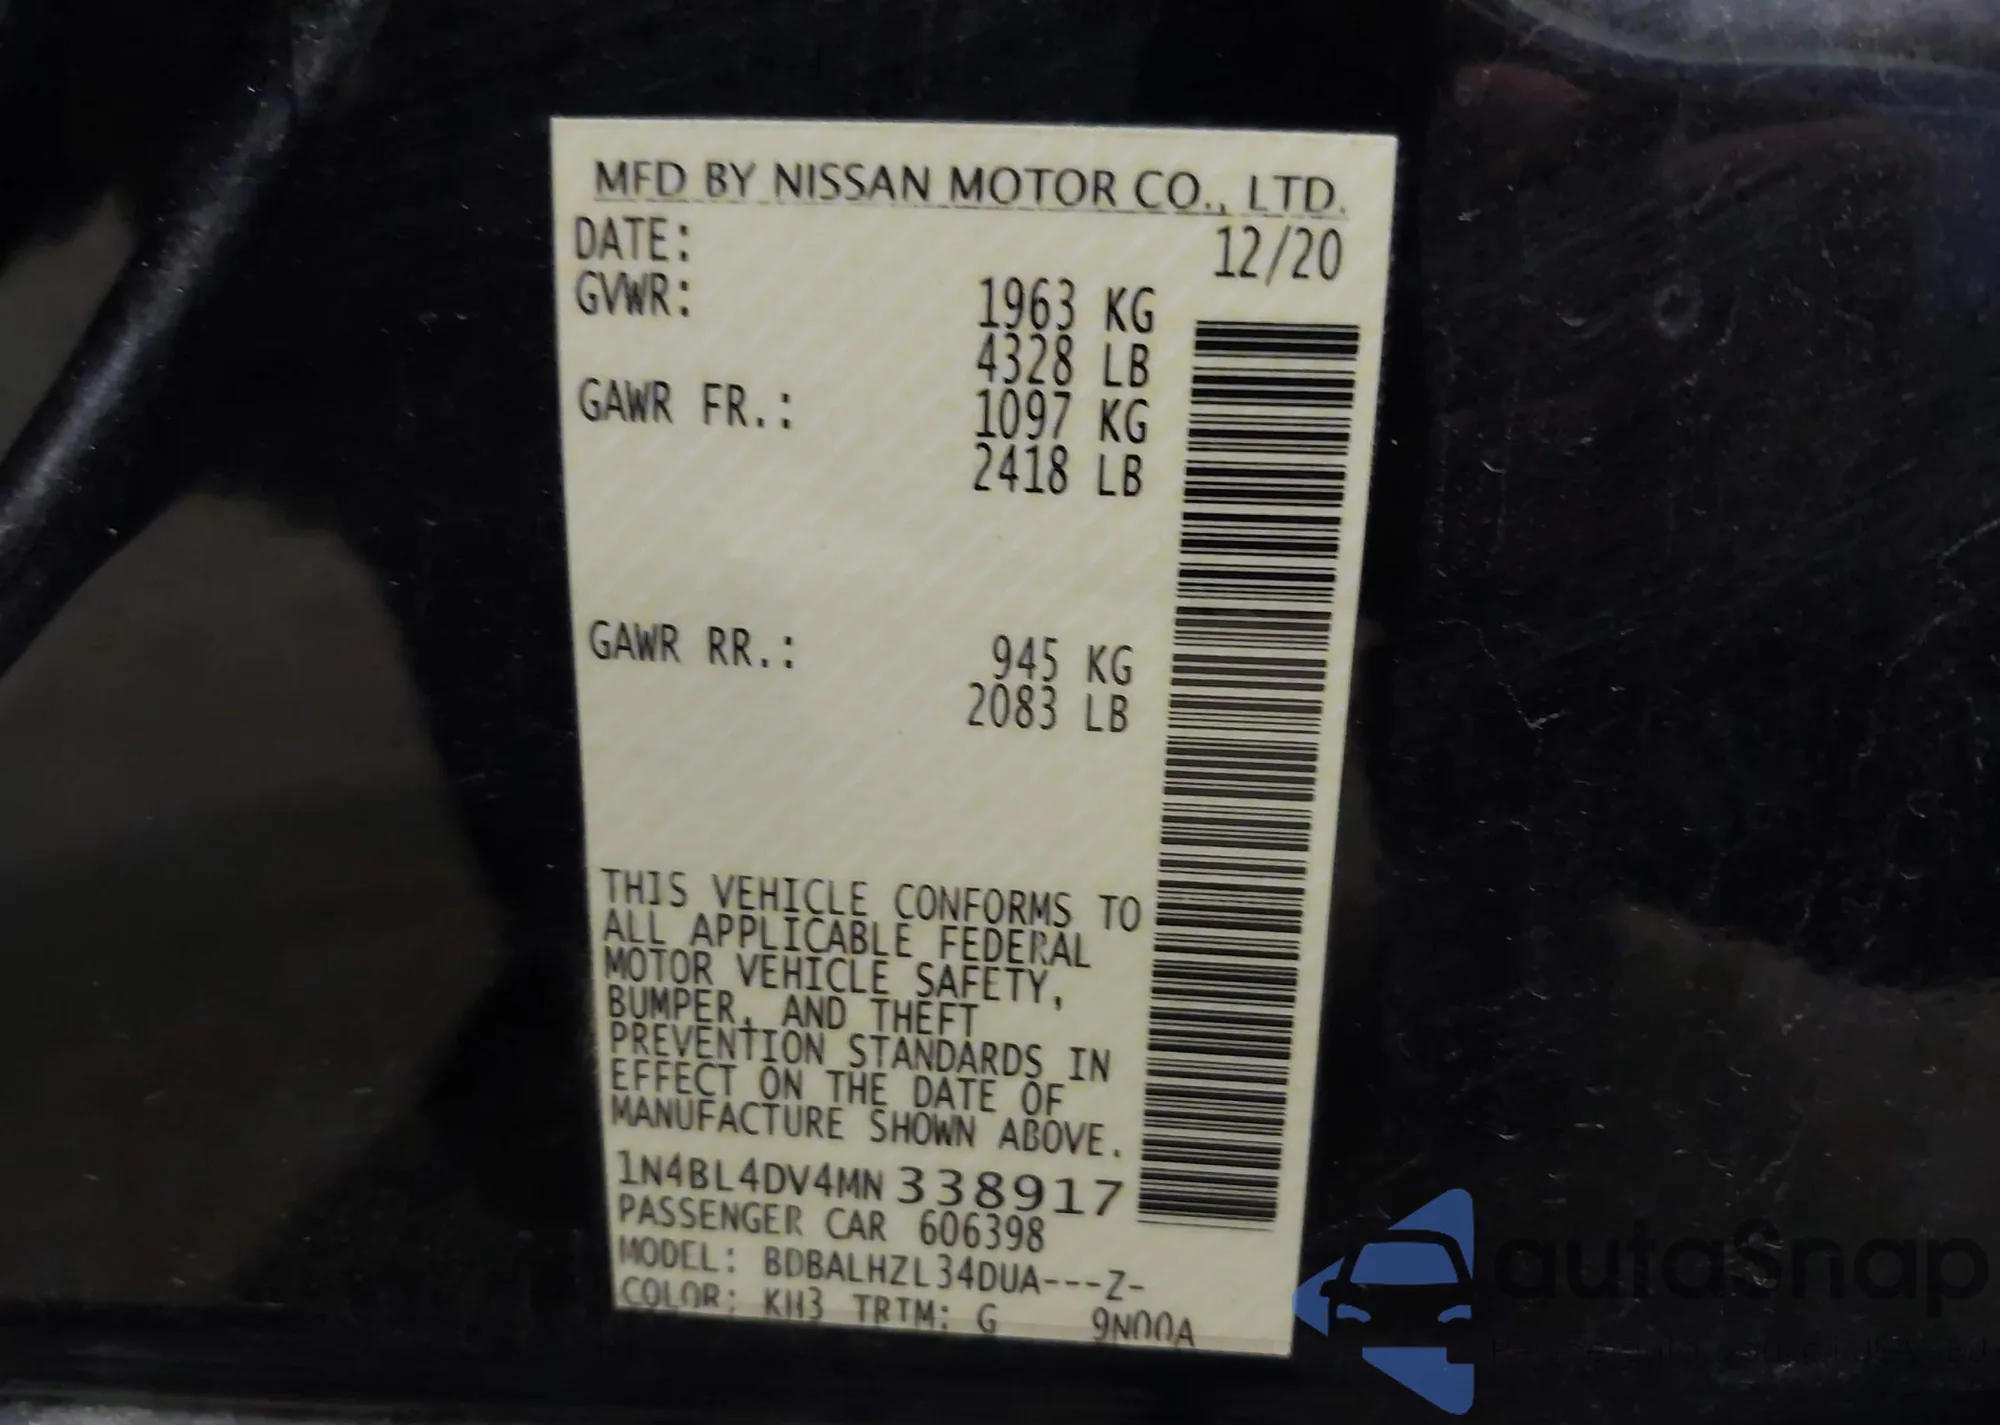 MFD BY NISSAN MOTOR CO., LTD.
DATE: 12/20
GVWR: 1963 KG
4328 LB
GAWR FR.: 1097 KG
2418 LB
GAWR RR.: 945 KG
2083 LB
THIS VEHICLE CONFORMS TO
ALL APPLICABLE FEDERAL
MOTOR VEHICLE SAFETY,
BUMPER, AND THEFT
PREVENTION STANDARDS IN
EFFECT ON THE DATE OF
MANUFACTURE SHOWN ABOVE.
1N4BL4DV4MN338917
PASSENGER CAR 606398
MODEL: BDBALHZL34DUA---Z-
COLOR: KH3 TRIM: G 9N00A
autaSnap